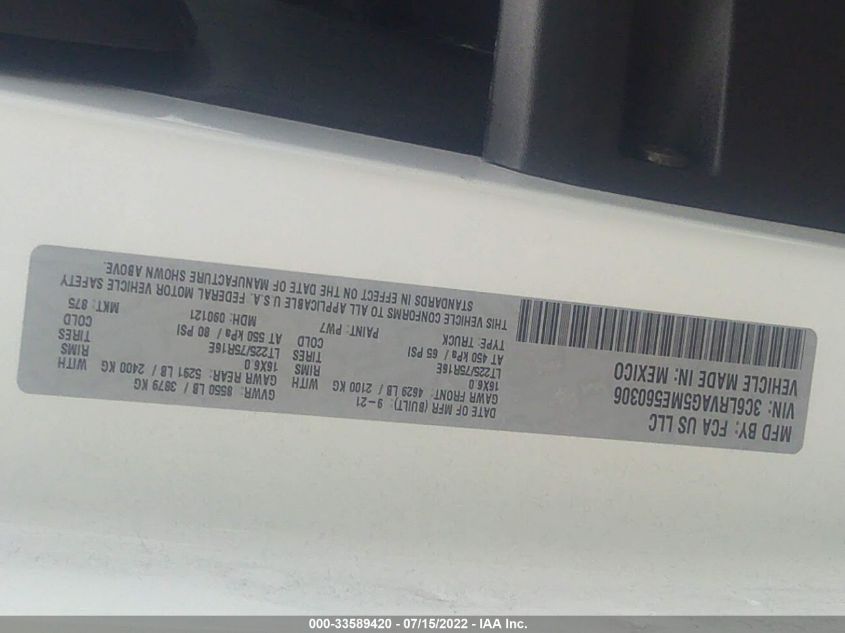 MFD BY: FCA US LLC
VIN: 3C6LRVAG5ME560306
VEHICLE MADE IN: MEXICO
DATE OF MFR (BUILT): 9-21
GVWR: 8550 LB / 3879 KG
GAWR FRONT: 4629 LB / 2100 KG WITH
GAWR REAR: 5291 LB / 2400 KG WITH
16X6.0 RIMS
16X6.0 RIMS
LT225/75R16E TIRES
LT225/75R16E TIRES
AT 450 kPa / 65 PSI COLD
AT 550 kPa / 80 PSI COLD
TYPE: TRUCK PAINT: PW7 MDH: 090121 MKT: 875
THIS VEHICLE CONFORMS TO ALL APPLICABLE U.S.A. FEDERAL MOTOR VEHICLE SAFETY
STANDARDS IN EFFECT ON THE DATE OF MANUFACTURE SHOWN ABOVE.
000-33589420 - 07/15/2022 - IAA Inc.